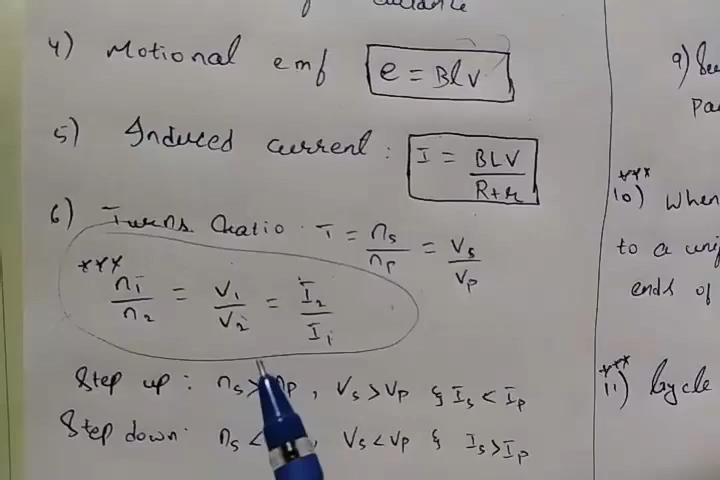 4) Motional emf e = Blv
5) Induced current : I = BLV / R+r
6) Turns Ratio . T = ns / np = Vs / Vp
*** n1 / n2 = V1 / V2 = I2 / I1
Step up : ns > np , Vs > Vp & Is < Ip
Step down: ns < , Vs < Vp & Is > Ip
9)
***
10) When
to a
ends of
***
11)